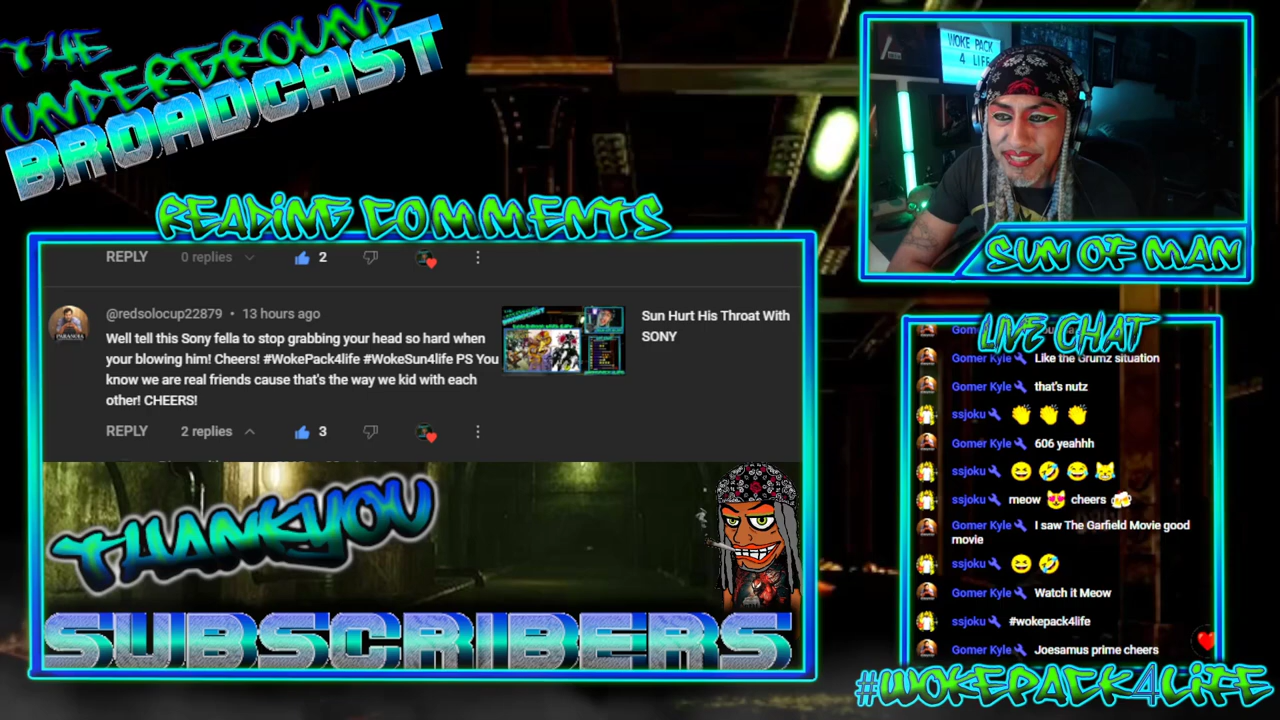 THE
UNDERGROUND
BROADCAST
WOKE PACK
4 LIFE
READING COMMENTS
SUN OF MAN
REPLY 0 replies 2
@redsolocup22879 • 13 hours ago
Well tell this Sony fella to stop grabbing your head so hard when
your blowing him! Cheers! #WokePack4life #WokeSun4life PS You
know we are real friends cause that's the way we kid with each
other! CHEERS!
Sun Hurt His Throat With
SONY
REPLY 2 replies 3
THANKYOU
SUBSCRIBERS
LIVE CHAT
Gomer Kyle Like the Grumz situation
Gomer Kyle that's nutz
ssjoku 👏 👏 👏
Gomer Kyle 606 yeahhh
ssjoku 😆 🤣 😂 😹
ssjoku meow 😻 cheers 🍻
Gomer Kyle I saw The Garfield Movie good
movie
ssjoku 😆 🤣
Gomer Kyle Watch it Meow
ssjoku #wokepack4life
Gomer Kyle Joesamus prime cheers
#WOKEPACK4LIFE